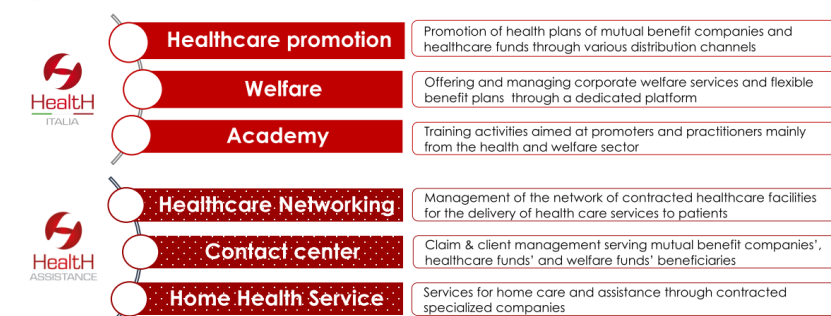 Healthcare promotion
Promotion of health plans of mutual benefit companies and
healthcare funds through various distribution channels
HealtH
ITALIA
Welfare
Offering and managing corporate welfare services and flexible
benefit plans through a dedicated platform
Academy
Training activities aimed at promoters and practitioners mainly
from the health and welfare sector
Healthcare Networking
Management of the network of contracted healthcare facilities
for the delivery of health care services to patients
HealtH
ASSISTANCE
Contact center
Claim & client management serving mutual benefit companies',
healthcare funds' and welfare funds' beneficiaries
Home Health Service
Services for home care and assistance through contracted
specialized companies